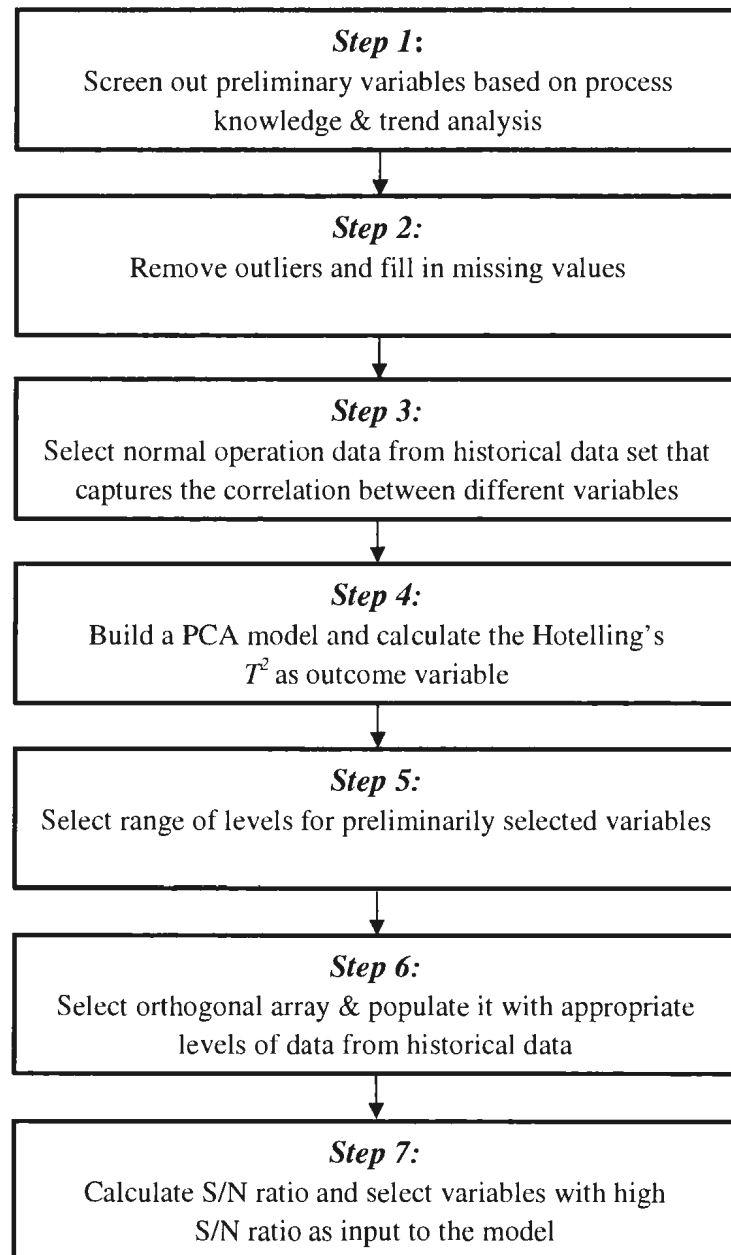 Step 1:
Screen out preliminary variables based on process
knowledge & trend analysis
Step 2:
Remove outliers and fill in missing values
Step 3:
Select normal operation data from historical data set that
captures the correlation between different variables
Step 4:
Build a PCA model and calculate the Hotelling's
T² as outcome variable
Step 5:
Select range of levels for preliminarily selected variables
Step 6:
Select orthogonal array & populate it with appropriate
levels of data from historical data
Step 7:
Calculate S/N ratio and select variables with high
S/N ratio as input to the model